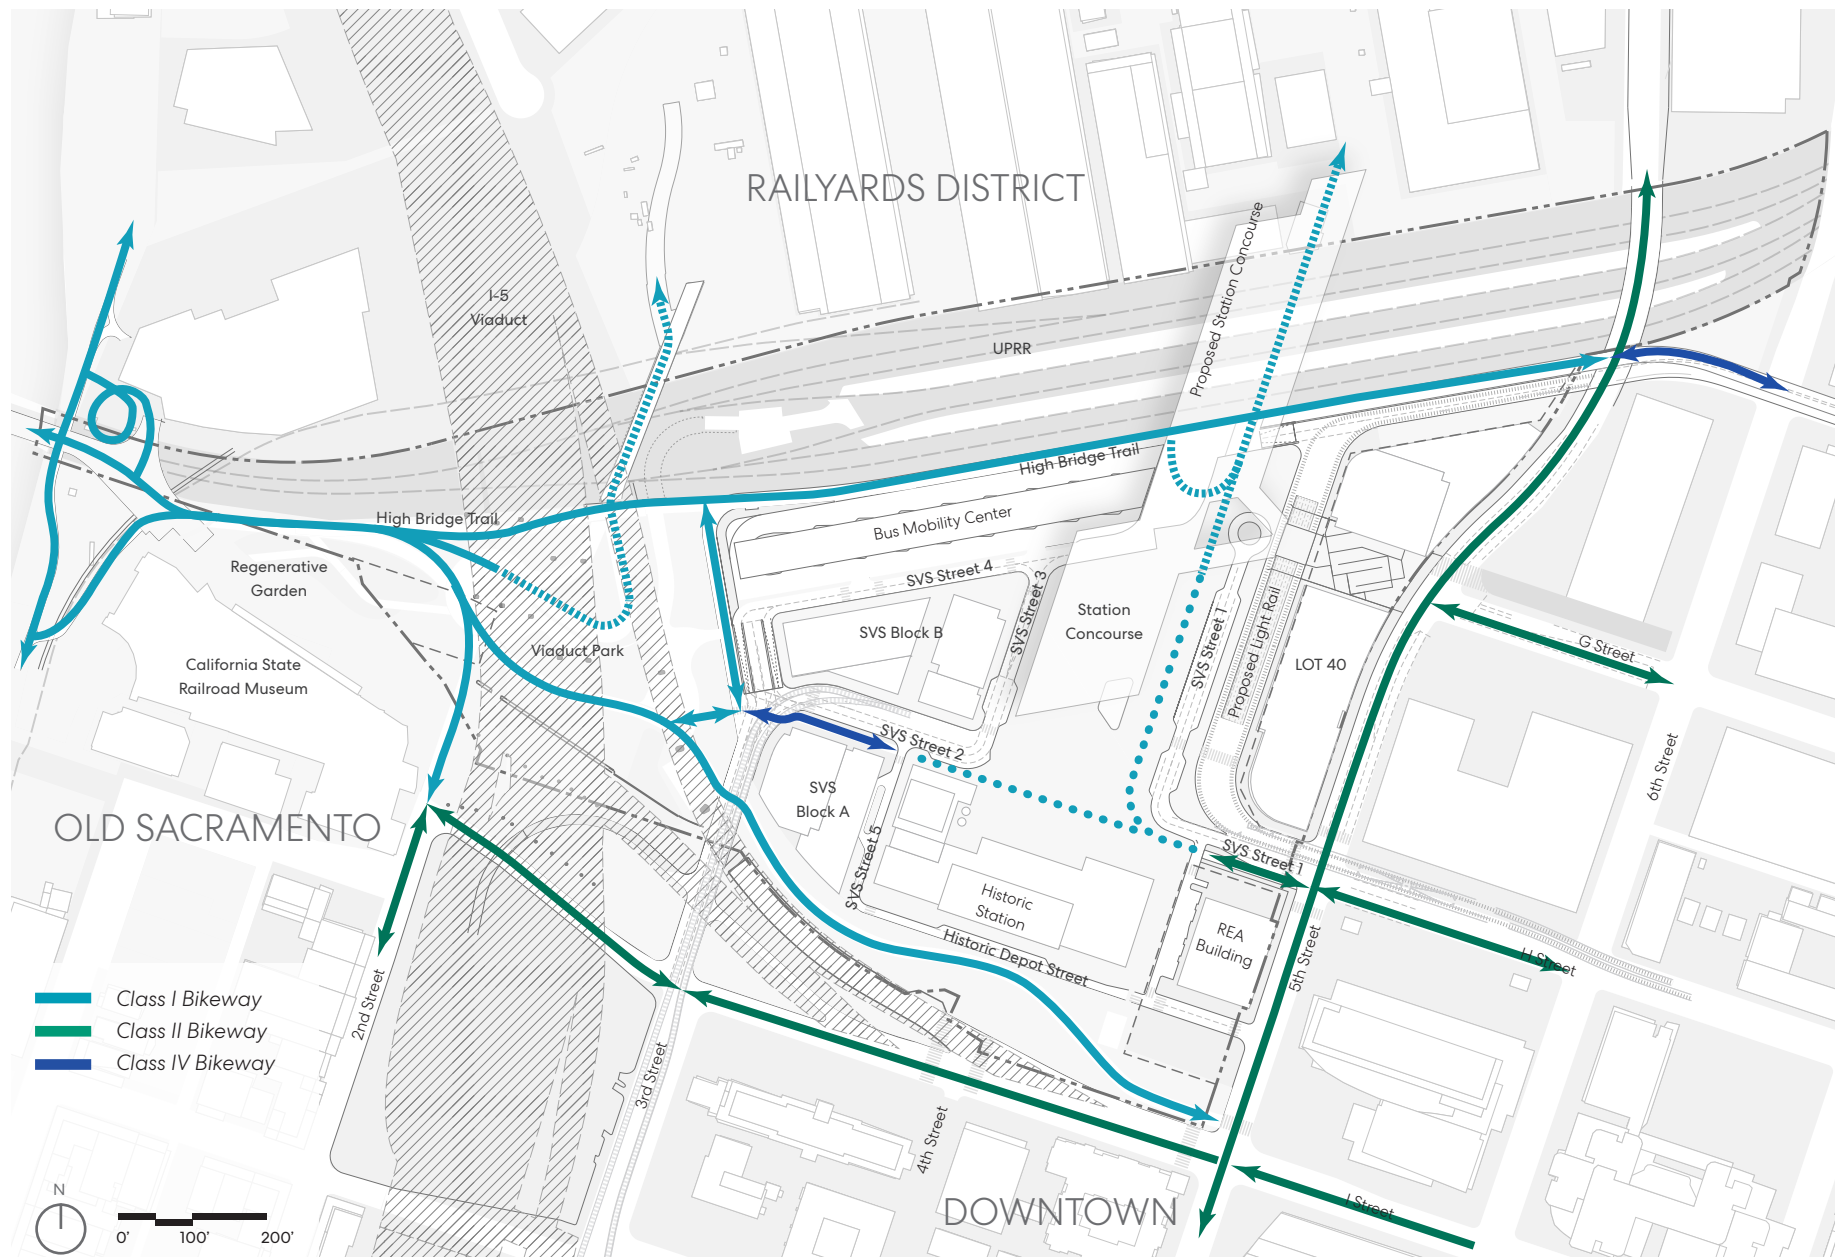 RAILYARDS DISTRICT
I-5
Viaduct
Proposed Station Concourse
UPRR
High Bridge Trail
High Bridge Trail
Bus Mobility Center
Regenerative
Garden
SVS Street 4
SVS Street 3
Station
Concourse
SVS Street 1
Proposed Light Rail
SVS Block B
Viaduct Park
LOT 40
G Street
California State
Railroad Museum
SVS Street 2
6th Street
SVS
Block A
OLD SACRAMENTO
SVS Street 5
SVS Street 1
Historic
Station
REA
Building
Historic Depot Street
5th Street
H Street
2nd Street
Class I Bikeway
Class II Bikeway
Class IV Bikeway
3rd Street
4th Street
DOWNTOWN
I Street
N
0'
100'
200'